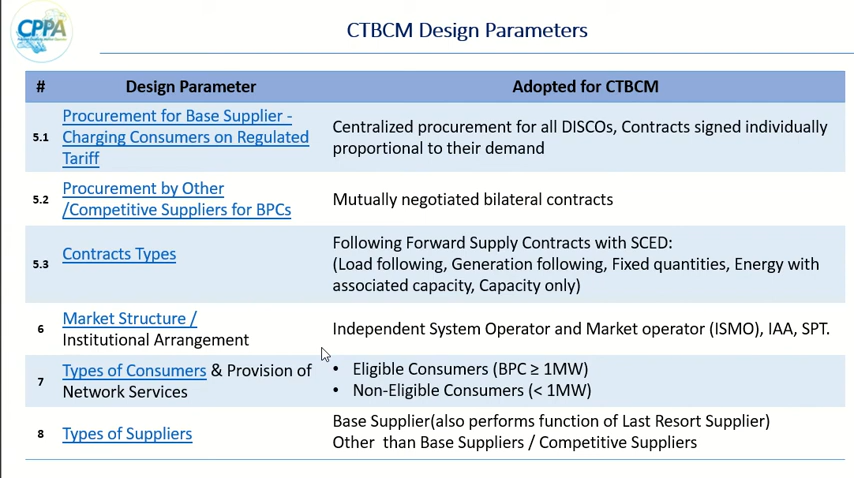 CPPA
CTBCM Design Parameters
# Design Parameter Adopted for CTBCM
5.1 Procurement for Base Supplier -
Charging Consumers on Regulated
Tariff
Centralized procurement for all DISCOs, Contracts signed individually
proportional to their demand
5.2 Procurement by Other
/Competitive Suppliers for BPCs
Mutually negotiated bilateral contracts
5.3 Contracts Types
Following Forward Supply Contracts with SCED:
(Load following, Generation following, Fixed quantities, Energy with
associated capacity, Capacity only)
6 Market Structure /
Institutional Arrangement
Independent System Operator and Market operator (ISMO), IAA, SPT.
7 Types of Consumers & Provision of
Network Services
• Eligible Consumers (BPC ≥ 1MW)
• Non-Eligible Consumers (< 1MW)
8 Types of Suppliers
Base Supplier(also performs function of Last Resort Supplier)
Other than Base Suppliers / Competitive Suppliers